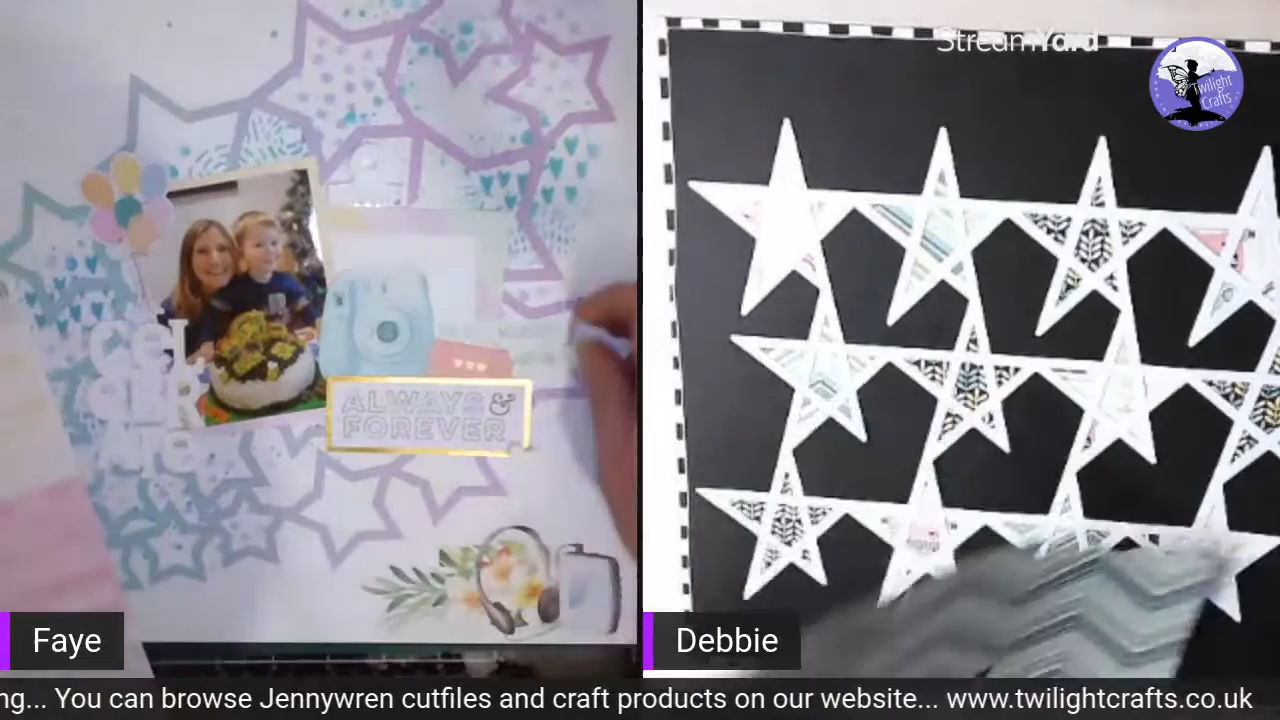 StreamYard
Twilight
Crafts
ALWAYS &
FOREVER
Faye
Debbie
ng... You can browse Jennywren cutfiles and craft products on our website... www.twilightcrafts.co.uk